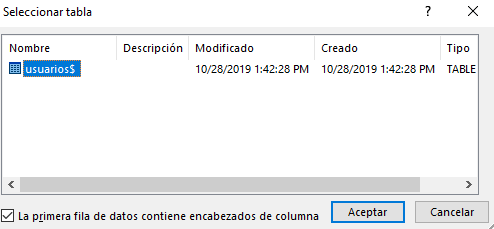 Seleccionar tabla ? ×
Nombre Descripción Modificado Creado Tipo
usuarios$ 10/28/2019 1:42:28 PM 10/28/2019 1:42:28 PM TABLE
La primera fila de datos contiene encabezados de columna Aceptar Cancelar